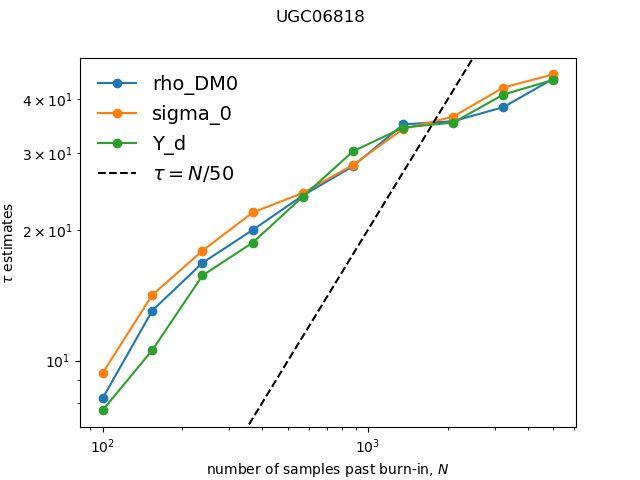 UGC06818
rho_DM0
sigma_0
Y_d
τ = N/50
4 × 10¹
3 × 10¹
2 × 10¹
10¹
τ estimates
10² 10³
number of samples past burn-in, N